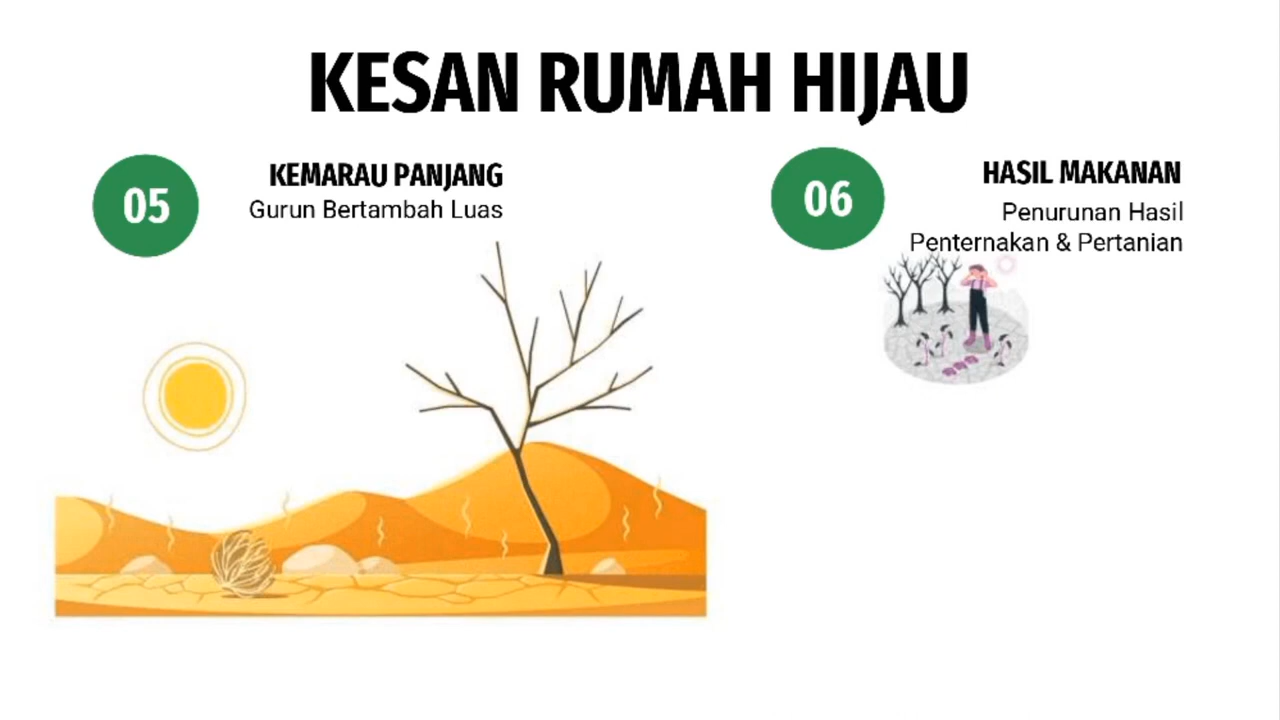 KESAN RUMAH HIJAU
05
KEMARAU PANJANG
Gurun Bertambah Luas
06
HASIL MAKANAN
Penurunan Hasil
Penternakan & Pertanian